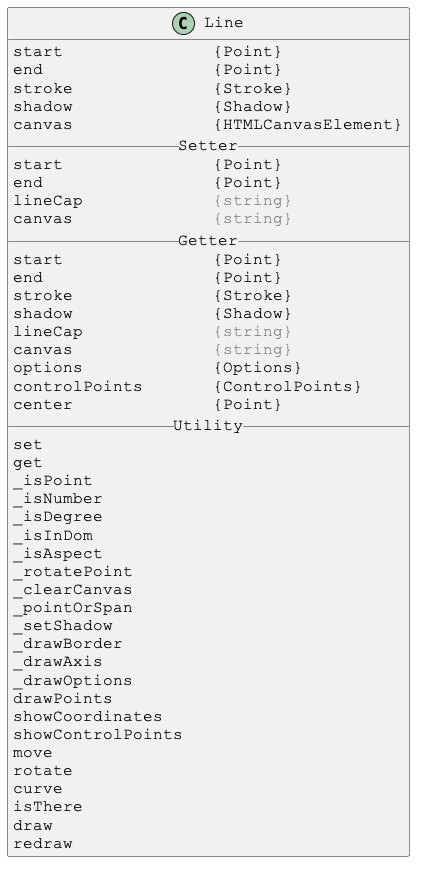 C Line
start {Point}
end {Point}
stroke {Stroke}
shadow {Shadow}
canvas {HTMLCanvasElement}
Setter
start {Point}
end {Point}
lineCap {string}
canvas {string}
Getter
start {Point}
end {Point}
stroke {Stroke}
shadow {Shadow}
lineCap {string}
canvas {string}
options {Options}
controlPoints {ControlPoints}
center {Point}
Utility
set
get
_isPoint
_isNumber
_isDegree
_isInDom
_isAspect
_rotatePoint
_clearCanvas
_pointOrSpan
_setShadow
_drawBorder
_drawAxis
_drawOptions
drawPoints
showCoordinates
showControlPoints
move
rotate
curve
isThere
draw
redraw